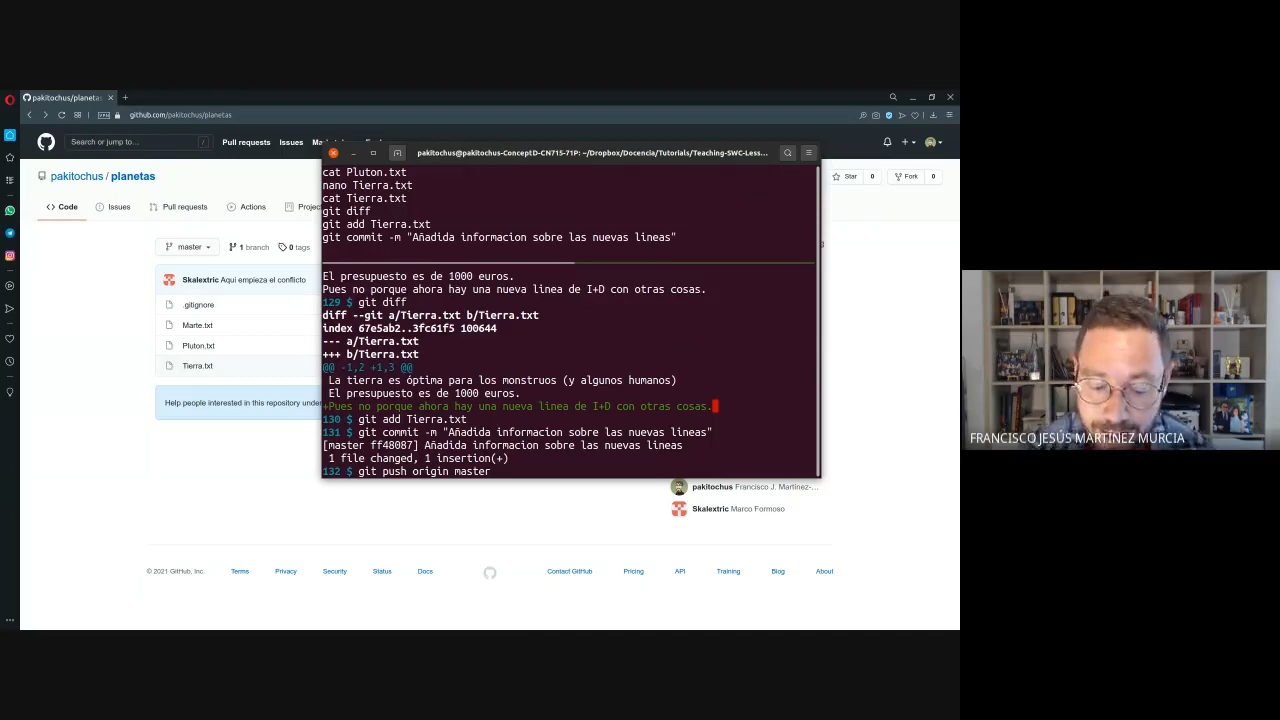 pakitochus/planetas
github.com/pakitochus/planetas
VPN
Search or jump to...
/
Pull requests
Issues
pakitochus@pakitochus-ConceptD-CN715-71P: ~/Dropbox/Docencia/Tutorials/Teaching-SWC-Less...
pakitochus / planetas
Star 0
Fork 0
Code
Issues
Pull requests
Actions
master
1 branch
0 tags
Skalextric Aqui empieza el conflicto
.gitignore
Marte.txt
Pluton.txt
Tierra.txt
Help people interested in this repository
cat Pluton.txt
nano Tierra.txt
cat Tierra.txt
git diff
git add Tierra.txt
git commit -m "Añadida informacion sobre las nuevas lineas"
El presupuesto es de 1000 euros.
Pues no porque ahora hay una nueva linea de I+D con otras cosas.
129 $ git diff
diff --git a/Tierra.txt b/Tierra.txt
index 67e5ab2..3fc61f5 100644
--- a/Tierra.txt
+++ b/Tierra.txt
@@ -1,2 +1,3 @@
La tierra es óptima para los monstruos (y algunos humanos)
El presupuesto es de 1000 euros.
+Pues no porque ahora hay una nueva linea de I+D con otras cosas.
130 $ git add Tierra.txt
131 $ git commit -m "Añadida informacion sobre las nuevas lineas"
[master ff48087] Añadida informacion sobre las nuevas lineas
1 file changed, 1 insertion(+)
132 $ git push origin master
pakitochus Francisco J. Martínez-...
Skalextric Marco Formoso
© 2021 GitHub, Inc.
Terms
Privacy
Security
Status
Docs
Contact GitHub
Pricing
API
Training
Blog
About
FRANCISCO JESÚS MARTÍNEZ MURCIA